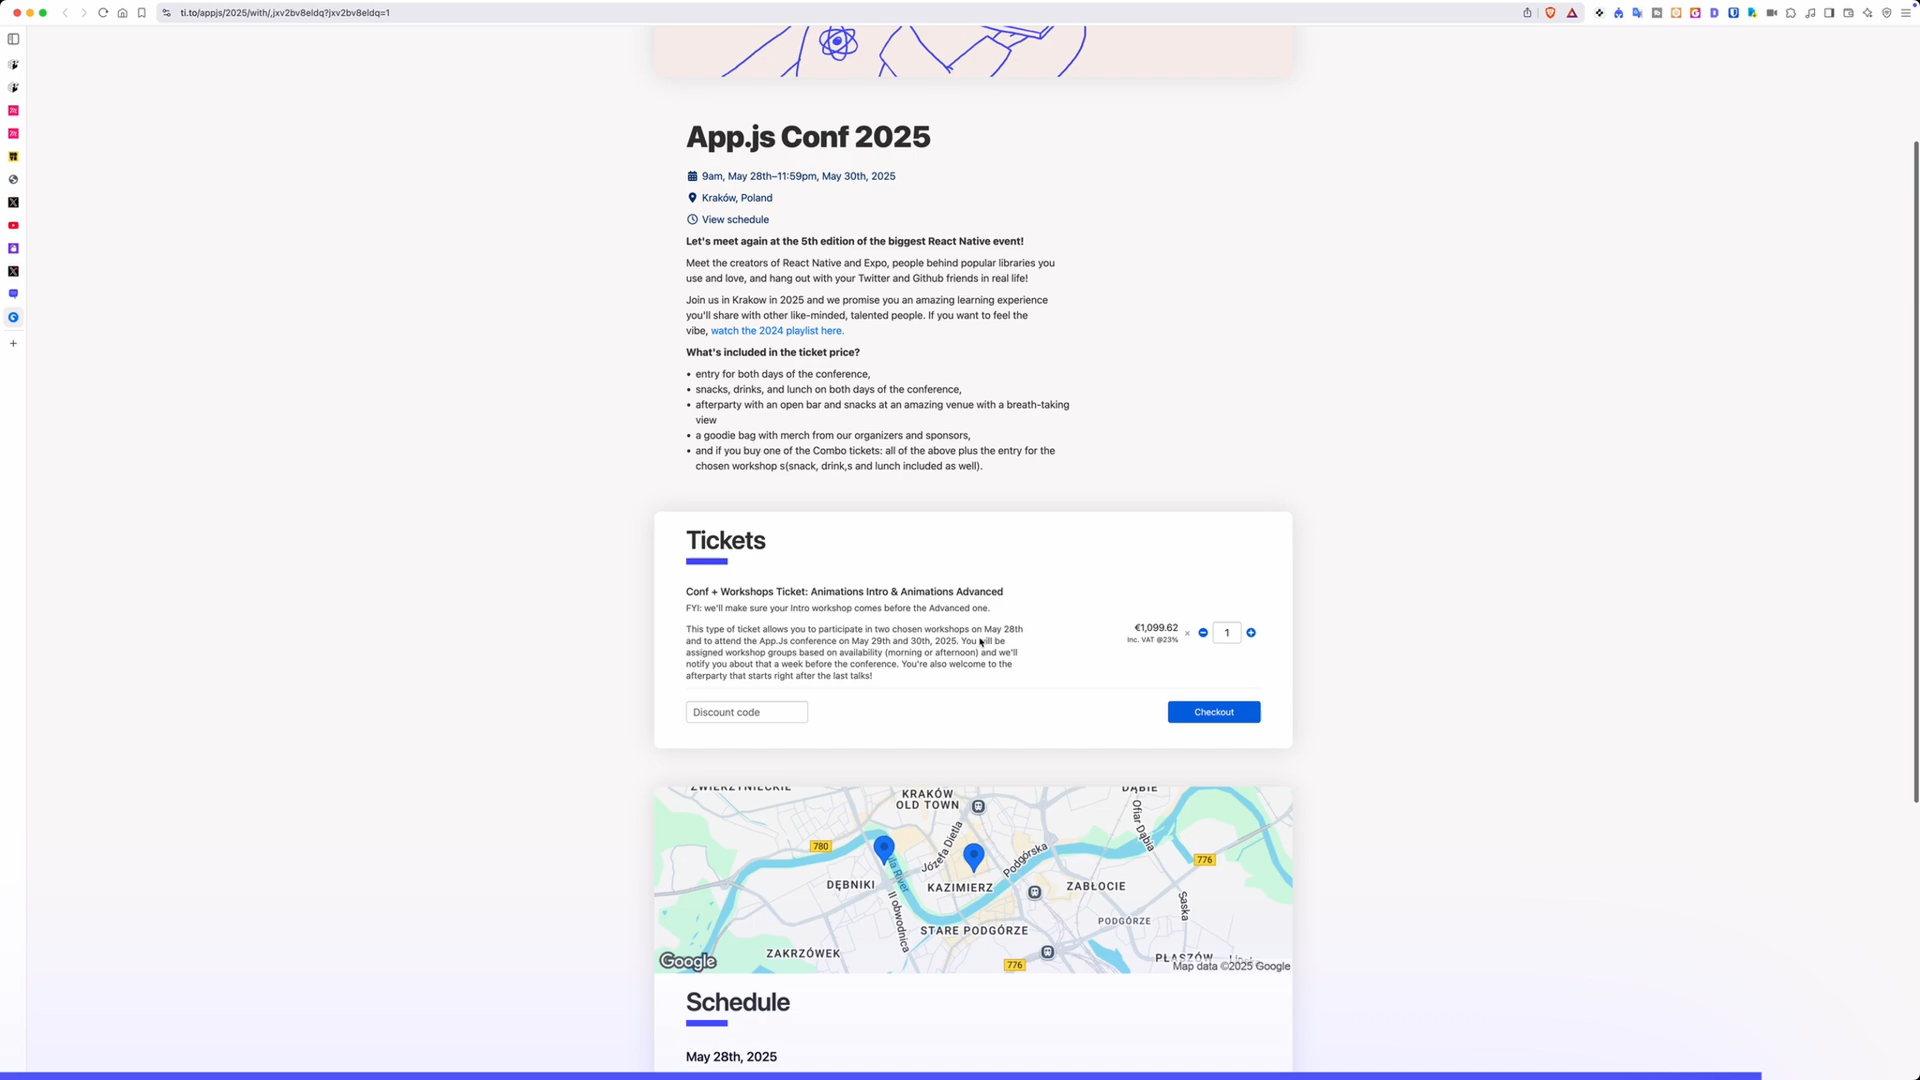 ti.to/appjs/2025/with/,jxv2bv8eldq?jxv2bv8eldq=1
App.js Conf 2025
9am, May 28th–11:59pm, May 30th, 2025
Kraków, Poland
View schedule
Let's meet again at the 5th edition of the biggest React Native event!
Meet the creators of React Native and Expo, people behind popular libraries you
use and love, and hang out with your Twitter and Github friends in real life!
Join us in Krakow in 2025 and we promise you an amazing learning experience
you'll share with other like-minded, talented people. If you want to feel the
vibe, watch the 2024 playlist here.
What's included in the ticket price?
• entry for both days of the conference,
• snacks, drinks, and lunch on both days of the conference,
• afterparty with an open bar and snacks at an amazing venue with a breath-taking
view
• a goodie bag with merch from our organizers and sponsors,
• and if you buy one of the Combo tickets: all of the above plus the entry for the
chosen workshop s(snack, drink,s and lunch included as well).
Tickets
Conf + Workshops Ticket: Animations Intro & Animations Advanced
FYI: we'll make sure your Intro workshop comes before the Advanced one.
This type of ticket allows you to participate in two chosen workshops on May 28th
and to attend the App.Js conference on May 29th and 30th, 2025. You will be
assigned workshop groups based on availability (morning or afternoon) and we'll
notify you about that a week before the conference. You're also welcome to the
afterparty that starts right after the last talks!
€1,099.62 × 1
Inc. VAT @23%
Discount code
Checkout
ZWIERZYNIECKIE
KRAKÓW
OLD TOWN
DĄBIE
Ofiar Dąbia
780
Józefa Dietla
Podgórska
776
DĘBNIKI
KAZIMIERZ
ZABŁOCIE
II obwodnica
Saska
PODGÓRZE
STARE PODGÓRZE
ZAKRZÓWEK
PŁASZÓW
776
Google
Map data ©2025 Google
Schedule
May 28th, 2025